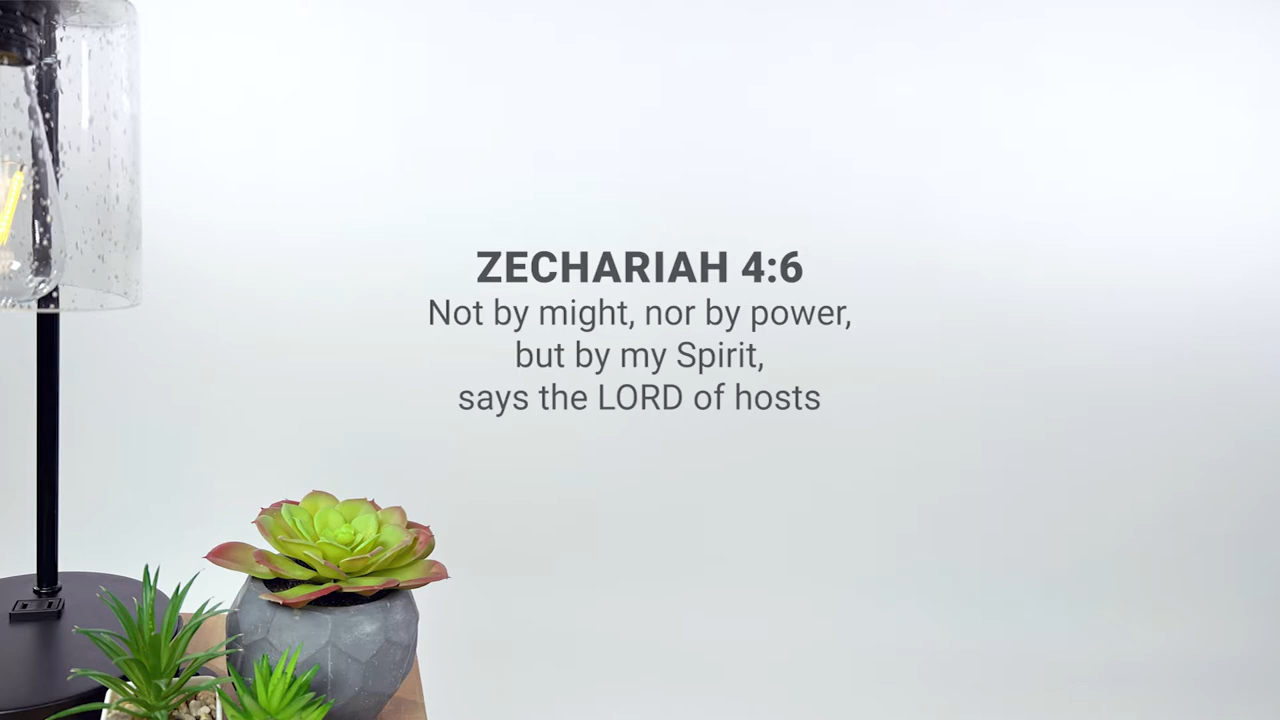 ZECHARIAH 4:6
Not by might, nor by power,
but by my Spirit,
says the LORD of hosts